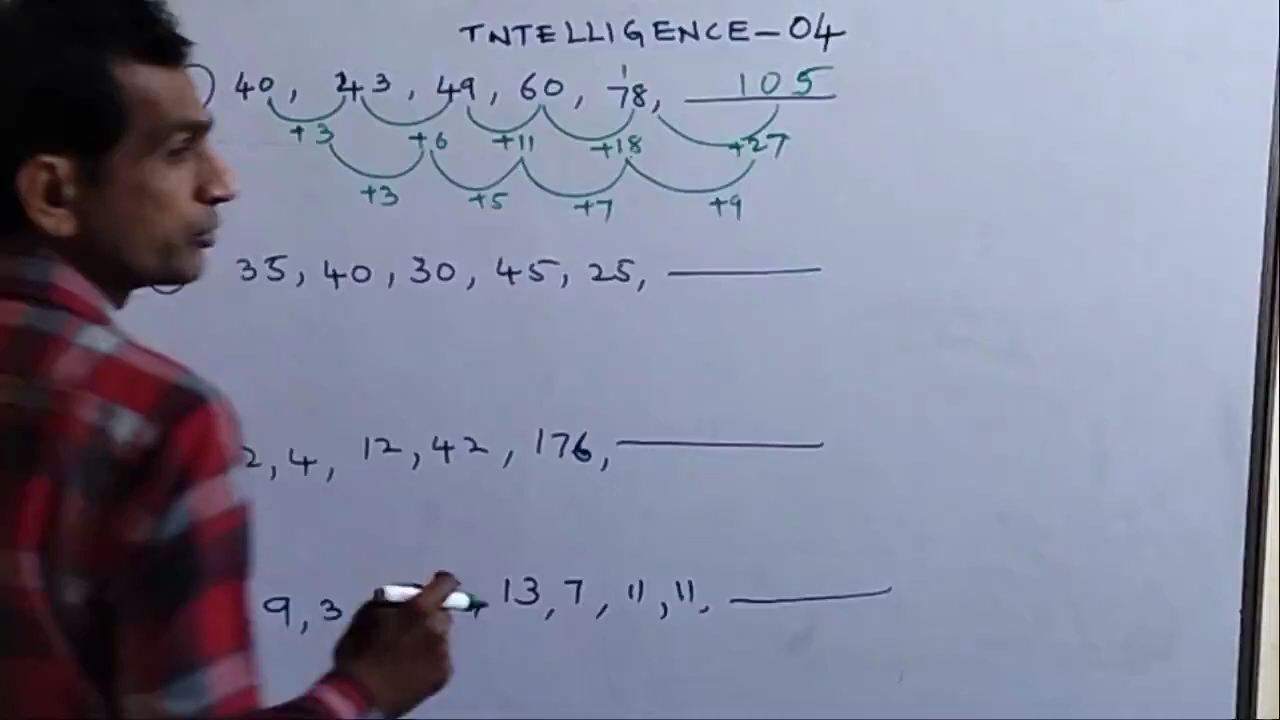 INTELLIGENCE-04
40, 43, 49, 60, 78, 105
+3 +6 +11 +18 +27
+3 +5 +7 +9
35, 40, 30, 45, 25,
2, 4, 12, 42, 176,
9, 3 13, 7, 11, 11,